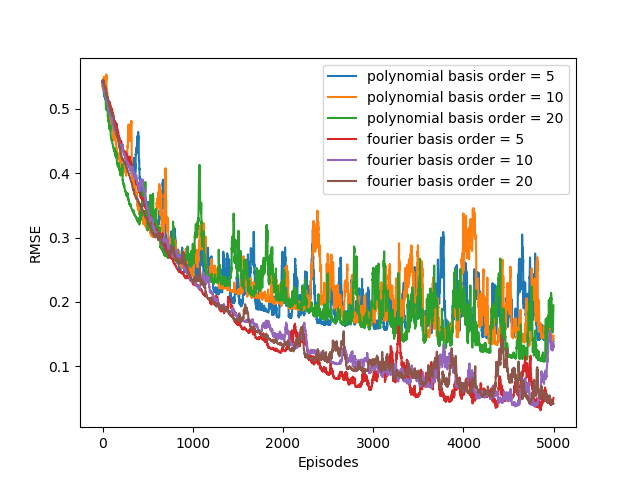 polynomial basis order = 5
polynomial basis order = 10
polynomial basis order = 20
fourier basis order = 5
fourier basis order = 10
fourier basis order = 20
0.5
0.4
0.3
0.2
0.1
RMSE
0 1000 2000 3000 4000 5000
Episodes